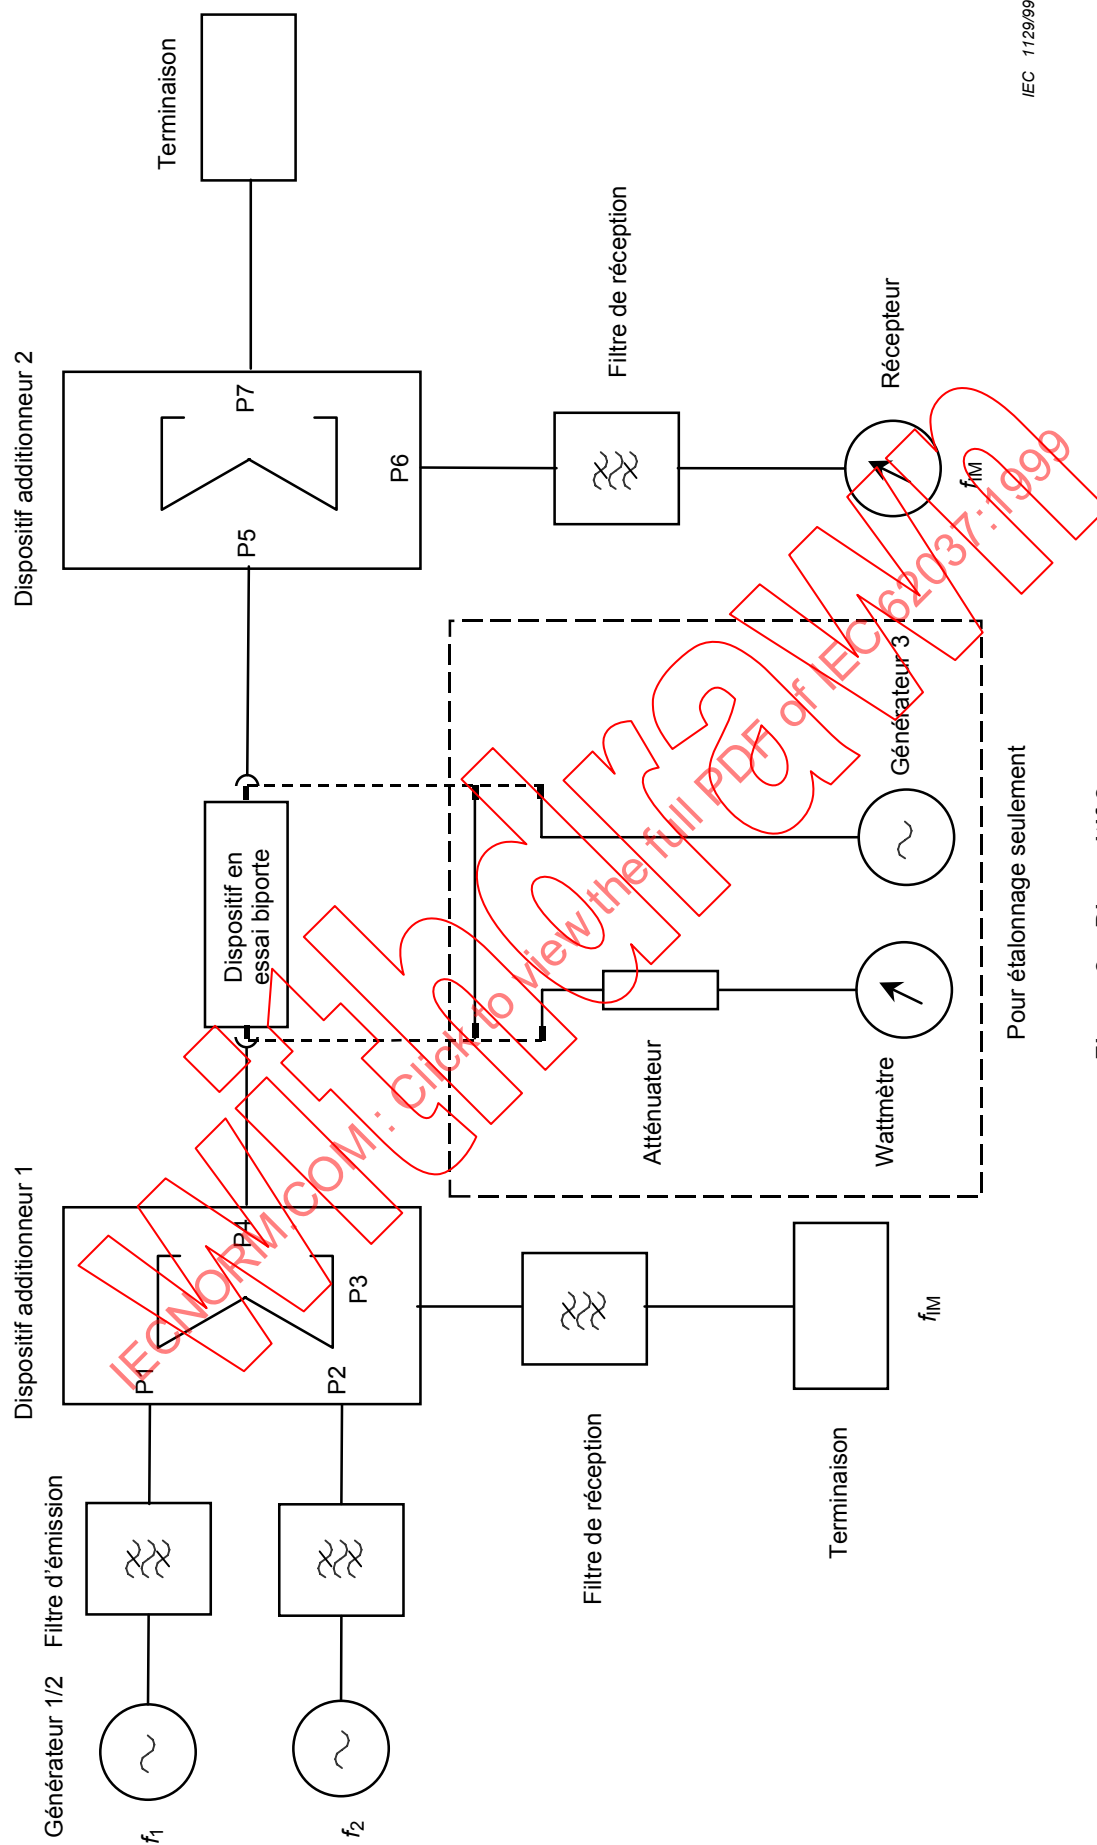 Générateur 1/2
Filtre d'émission
Dispositif additionneur 1
Dispositif additionneur 2
f1
f2
P1
P2
P3
P4
Dispositif en
essai biporte
P5
P6
P7
Terminaison
Filtre de réception
Terminaison
fIM
Atténuateur
Wattmètre
Générateur 3
Filtre de réception
Récepteur
fIM
Pour étalonnage seulement
IEC 1129/99
IECNORM.COM : Click to view the full PDF of IEC 62037:1999
Withdrawn